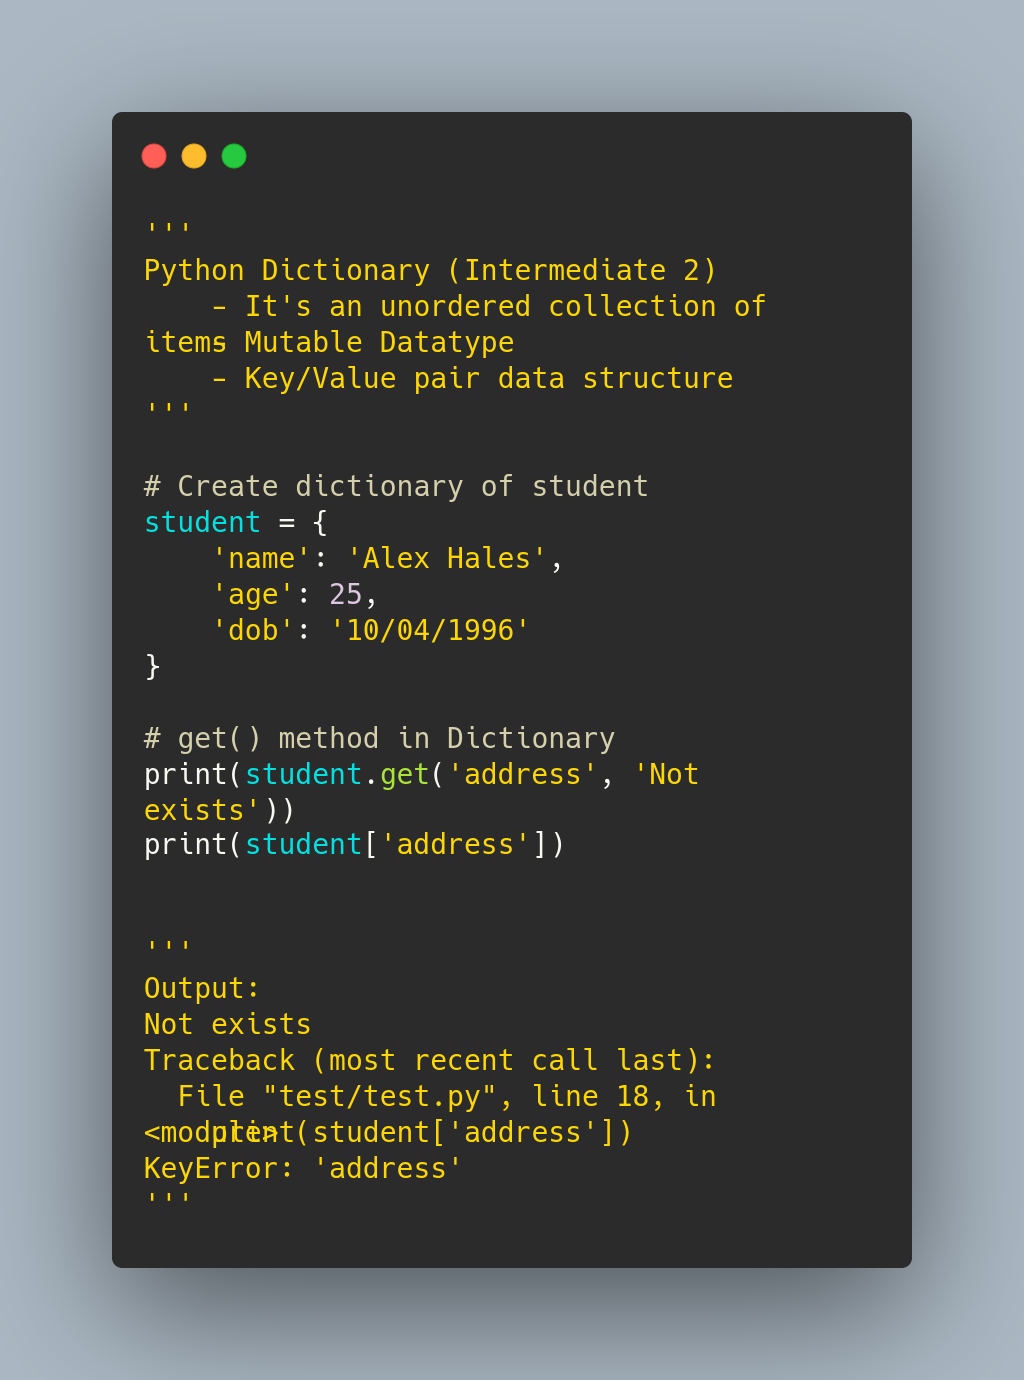 '''
Python Dictionary (Intermediate 2)
    - It's an unordered collection of
items
    - Mutable Datatype
    - Key/Value pair data structure
'''

# Create dictionary of student
student = {
    'name': 'Alex Hales',
    'age': 25,
    'dob': '10/04/1996'
}

# get() method in Dictionary
print(student.get('address', 'Not
exists'))
print(student['address'])

'''
Output:
Not exists
Traceback (most recent call last):
  File "test/test.py", line 18, in
<module>
    print(student['address'])
KeyError: 'address'
'''